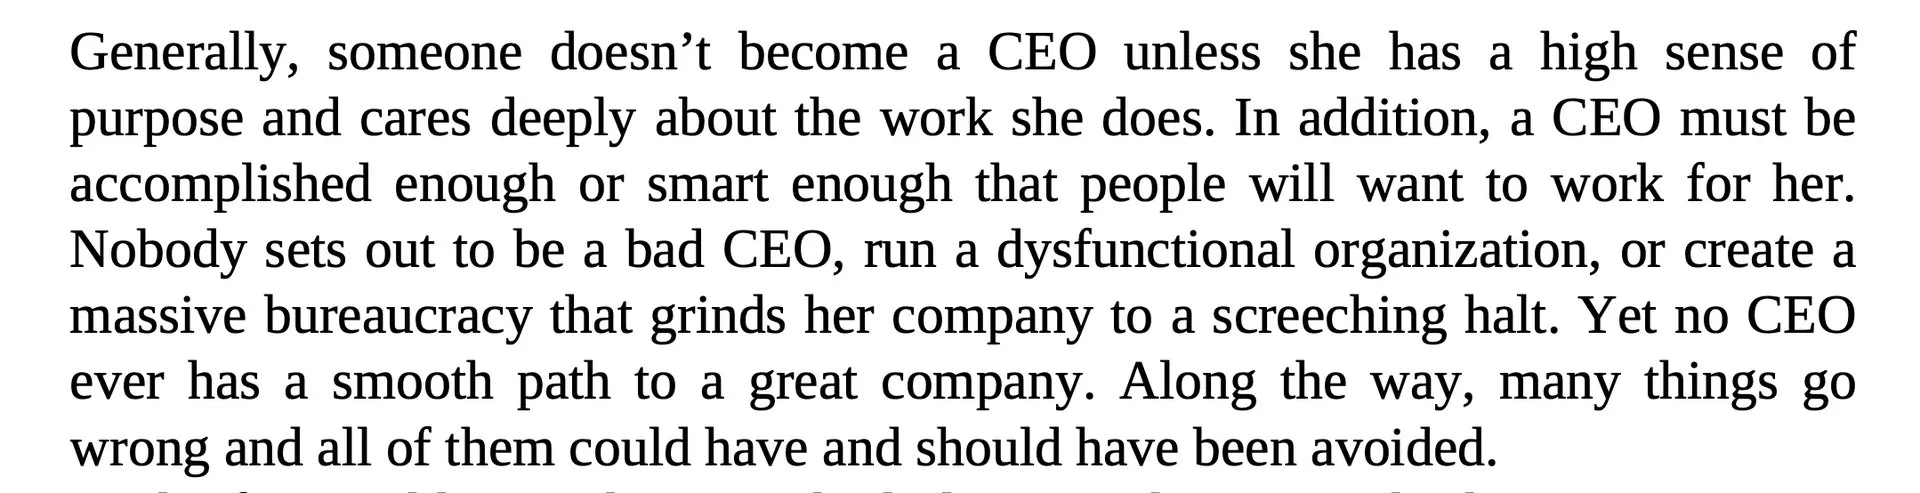 Generally, someone doesn’t become a CEO unless she has a high sense of
purpose and cares deeply about the work she does. In addition, a CEO must be
accomplished enough or smart enough that people will want to work for her.
Nobody sets out to be a bad CEO, run a dysfunctional organization, or create a
massive bureaucracy that grinds her company to a screeching halt. Yet no CEO
ever has a smooth path to a great company. Along the way, many things go
wrong and all of them could have and should have been avoided.